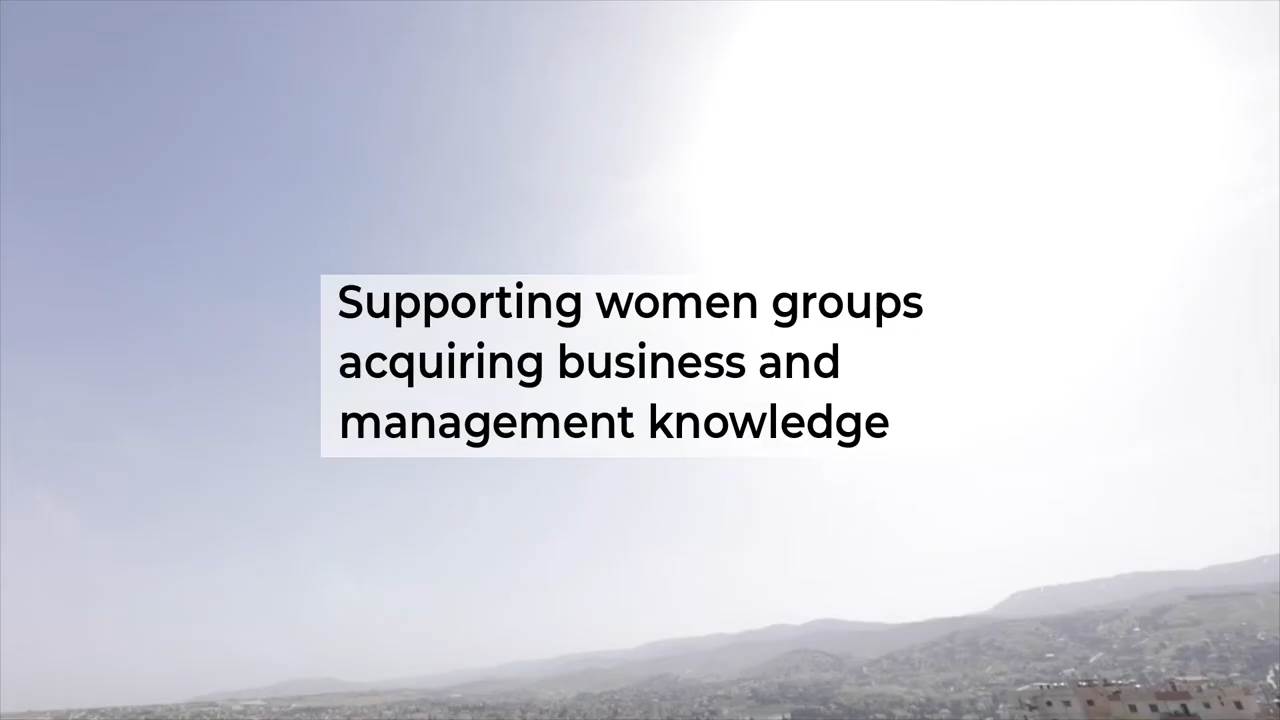 Supporting women groups
acquiring business and
management knowledge